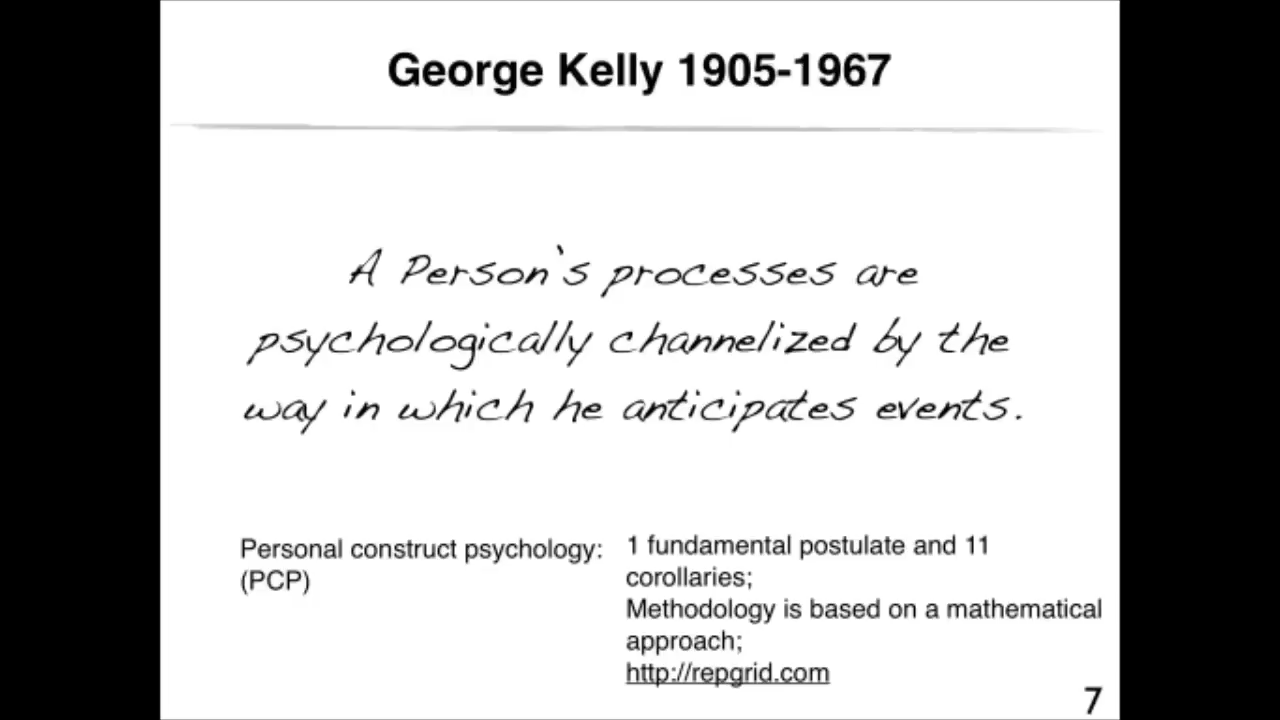 George Kelly 1905-1967
A Person's processes are
psychologically channelized by the
way in which he anticipates events.
Personal construct psychology:
(PCP)
1 fundamental postulate and 11
corollaries;
Methodology is based on a mathematical
approach;
http://repgrid.com
7